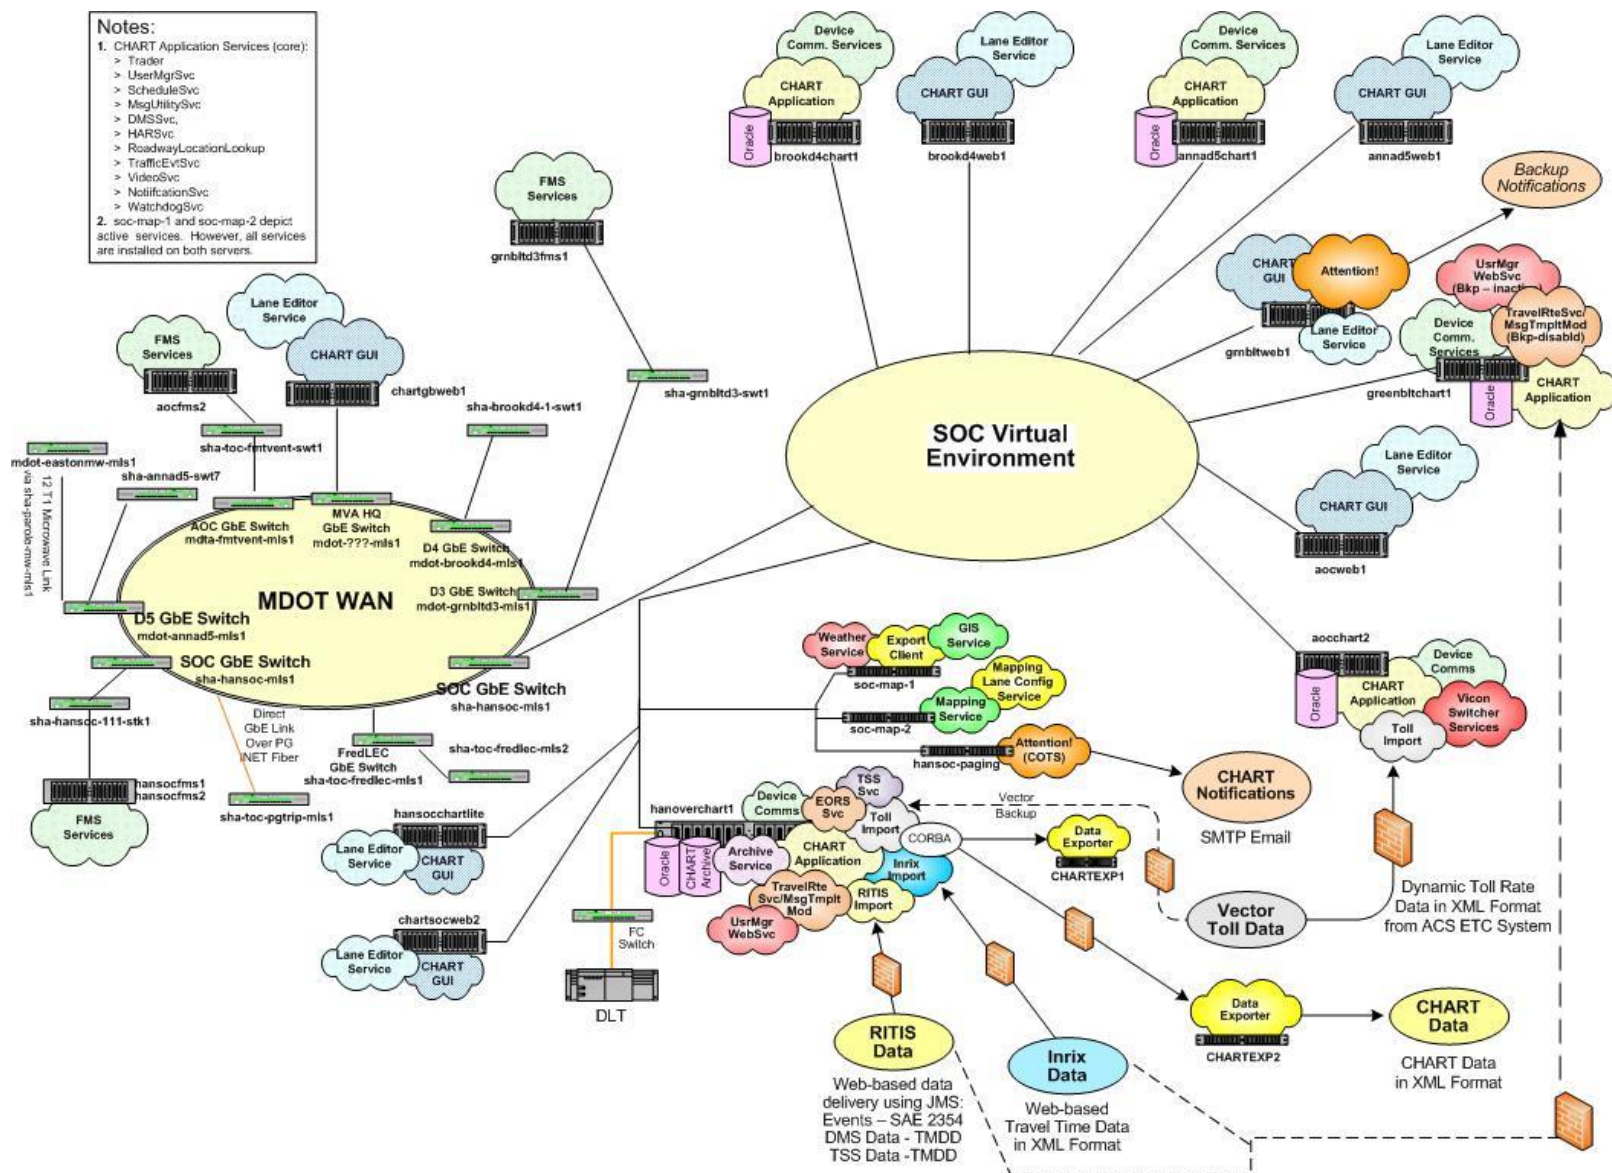 Notes:
1. CHART Application Services (core):
> Trader
> UserMgrSvc
> ScheduleSvc
> MsgUtilitySvc
> DMSSvc,
> HARSvc
> RoadwayLocationLookup
> TrafficEvtSvc
> VideoSvc
> NotiifcationSvc
> WatchdogSvc
2. soc-map-1 and soc-map-2 depict
active services. However, all services
are installed on both servers.
Device
Comm. Services
CHART
Application
Oracle
brookd4chart1
Lane Editor
Service
CHART GUI
brookd4web1
Device
Comm. Services
CHART
Application
Oracle
annad5chart1
Lane Editor
Service
CHART GUI
annad5web1
Backup
Notifications
FMS
Services
grnbltd3fms1
CHART
GUI
Attention!
Lane Editor
Service
grnbltweb1
UsrMgr
WebSvc
(Bkp – inactiv)
TravelRteSvc/
MsgTmpltMod
(Bkp-disabld)
Device
Comm.
Services
greenbltchart1
Oracle
CHART
Application
Lane Editor
Service
CHART GUI
chartgbweb1
FMS
Services
aocfms2
sha-toc-fmtvent-swt1
sha-brookd4-1-swt1
sha-grnbltd3-swt1
mdot-eastonmw-mls1
12 T1 Microwave Link
via sha-parole-mw-mls1
sha-annad5-swt7
SOC Virtual
Environment
Lane Editor
Service
CHART GUI
aocweb1
AOC GbE Switch
mdta-fmtvent-mls1
MVA HQ
GbE Switch
mdot-???-mls1
D4 GbE Switch
mdot-brookd4-mls1
D3 GbE Switch
mdot-grnbltd3-mls1
MDOT WAN
D5 GbE Switch
mdot-annad5-mls1
SOC GbE Switch
sha-hansoc-mls1
SOC GbE Switch
sha-hansoc-mls1
sha-hansoc-111-stk1
Direct
GbE Link
Over PG
iNET Fiber
FredLEC
GbE Switch
sha-toc-fredlec-mls1
sha-toc-fredlec-mls2
hansocfms1
hansocfms2
FMS
Services
sha-toc-pgtrip-mls1
Weather
Service
Export
Client
GIS
Service
soc-map-1
Mapping
Lane Config
Service
Mapping
Service
soc-map-2
Attention!
(COTS)
hansoc-paging
CHART
Notifications
SMTP Email
aocchart2
Oracle
Device
Comms
CHART
Application
Vicon
Switcher
Services
Toll
Import
hansocchartlite
Lane Editor
Service
CHART
GUI
chartsocweb2
Lane Editor
Service
CHART
GUI
hanoverchart1
Device
Comms
EORS
Svc
TSS
Svc
Toll
Import
CORBA
Oracle
CHART
Archive
Archive
Service
CHART
Application
Inrix
Import
TravelRte
Svc/MsgTmplt
Mod
RITIS
Import
UsrMgr
WebSvc
FC
Switch
DLT
Vector
Backup
Data
Exporter
CHARTEXP1
Vector
Toll Data
Dynamic Toll Rate
Data in XML Format
from ACS ETC System
Data
Exporter
CHARTEXP2
CHART
Data
CHART Data
in XML Format
RITIS
Data
Web-based data
delivery using JMS:
Events – SAE 2354
DMS Data - TMDD
TSS Data -TMDD
Inrix
Data
Web-based
Travel Time Data
in XML Format